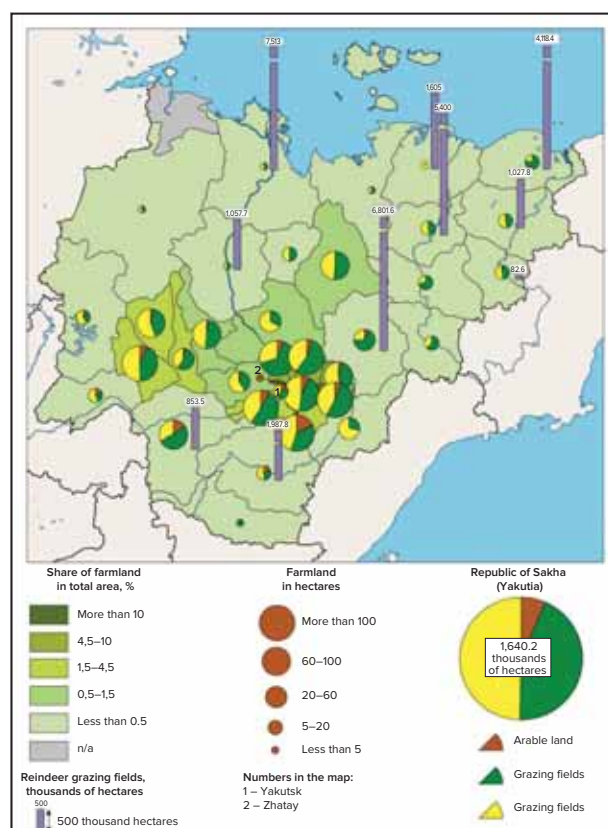 7,513
4,118.4
1,605
5,400
1,027.8
6,801.6
1,057.7
82.6
2
1
853.5
1,987.8
Share of farmland
in total area, %
More than 10
4,5–10
1,5–4,5
0,5–1,5
Less than 0.5
n/a
Reindeer grazing fields,
thousands of hectares
500
500 thousand hectares
Farmland
in hectares
More than 100
60–100
20–60
5–20
Less than 5
Numbers in the map:
1 – Yakutsk
2 – Zhatay
Republic of Sakha
(Yakutia)
1,640.2
thousands
of hectares
Arable land
Grazing fields
Grazing fields